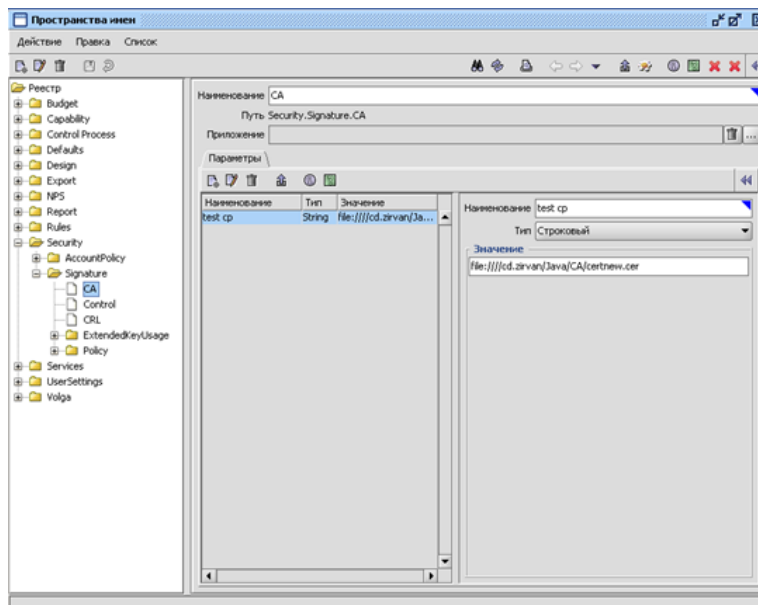 Пространства имен
Действие Правка Список
Реестр
Budget
Capability
Control Process
Defaults
Design
Export
NPS
Report
Rules
Security
AccountPolicy
Signature
CA
Control
CRL
ExtendedKeyUsage
Policy
Services
UserSettings
Volga
Наименование CA
Путь Security.Signature.CA
Приложение
...
Параметры
Наименование Тип Значение
test cp String file:////cd.zirvan/Ja...
Наименование test cp
Тип Строковый
Значение
file:////cd.zirvan/Java/CA/certnew.cer